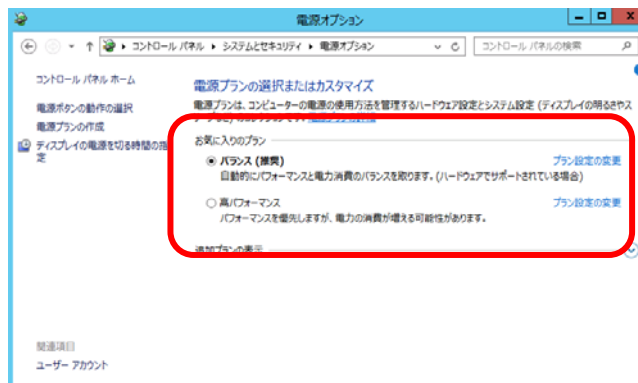 電源オプション
コントロール パネル ▸ システムとセキュリティ ▸ 電源オプション
コントロール パネルの検索
コントロール パネル ホーム
電源ボタンの動作の選択
電源プランの作成
ディスプレイの電源を切る時間の指
定
電源プランの選択またはカスタマイズ
電源プランは、コンピューターの電源の使用方法を管理するハードウェア設定とシステム設定 (ディスプレイの明るさやス
お気に入りのプラン
バランス (推奨)
プラン設定の変更
自動的にパフォーマンスと電力消費のバランスを取ります。(ハードウェアでサポートされている場合)
高パフォーマンス
プラン設定の変更
パフォーマンスを優先しますが、電力の消費が増える可能性があります。
追加プランの表示
関連項目
ユーザー アカウント